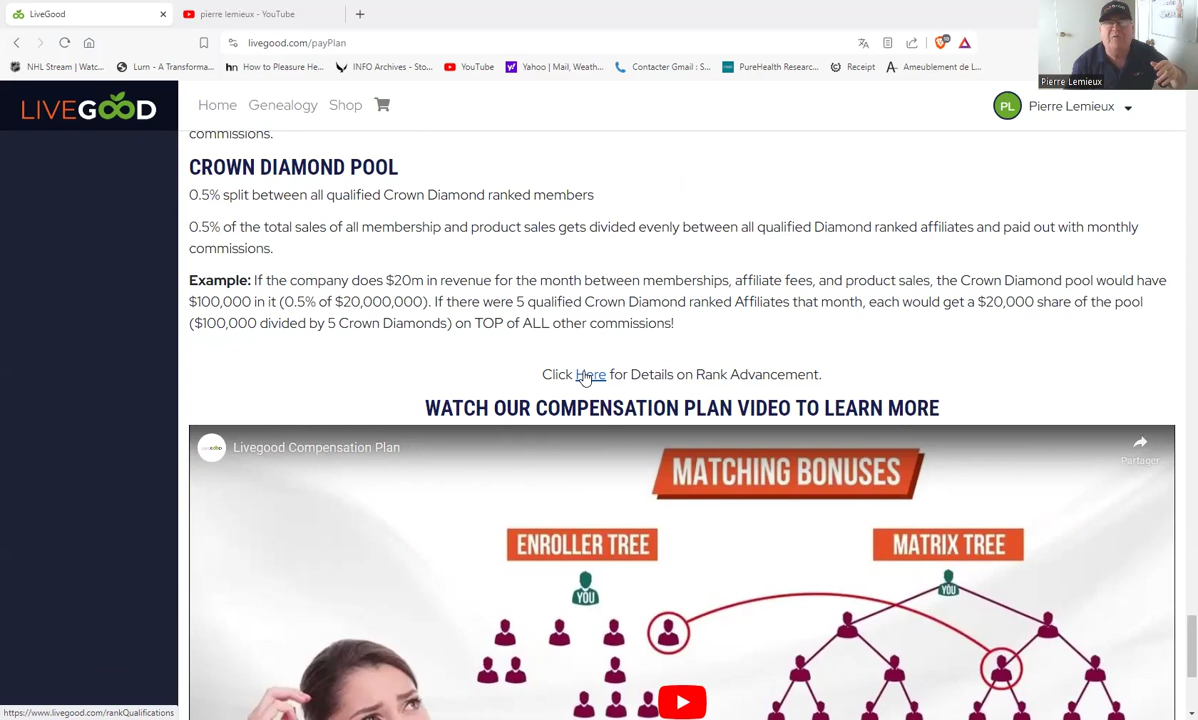 LiveGood
pierre lemieux - YouTube
livegood.com/payPlan
NHL Stream | Watc...
Lurn - A Transforma...
How to Pleasure He...
INFO Archives - Sto...
YouTube
Yahoo | Mail, Weath...
Contacter Gmail : S...
PureHealth Researc...
Receipt
Ameublement de L...
Pierre Lemieux
LIVEGOOD
Home Genealogy Shop
PL Pierre Lemieux
commissions.
CROWN DIAMOND POOL
0.5% split between all qualified Crown Diamond ranked members
0.5% of the total sales of all membership and product sales gets divided evenly between all qualified Diamond ranked affiliates and paid out with monthly
commissions.
Example: If the company does $20m in revenue for the month between memberships, affiliate fees, and product sales, the Crown Diamond pool would have
$100,000 in it (0.5% of $20,000,000). If there were 5 qualified Crown Diamond ranked Affiliates that month, each would get a $20,000 share of the pool
($100,000 divided by 5 Crown Diamonds) on TOP of ALL other commissions!
Click Here for Details on Rank Advancement.
WATCH OUR COMPENSATION PLAN VIDEO TO LEARN MORE
Livegood Compensation Plan
Partager
MATCHING BONUSES
ENROLLER TREE
MATRIX TREE
YOU
YOU
https://www.livegood.com/rankQualifications